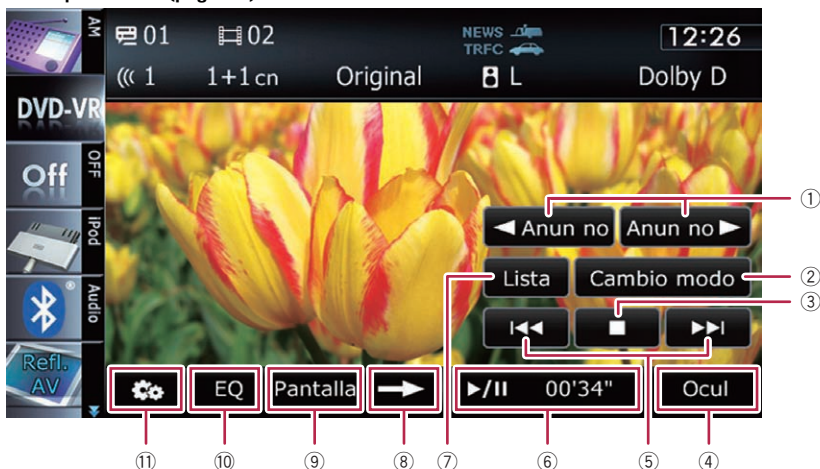 AM
01
02
NEWS
TRFC
12:26
1
1+1 cn
Original
L
Dolby D
DVD-VR
Off
OFF
iPod
Audio
Refl.
AV
◄ Anun no
Anun no ►
①
Lista
Cambio modo
②
③
EQ
Pantalla
►/II 00'34"
Ocul
⑪ ⑩ ⑨ ⑧ ⑦ ⑥ ⑤ ④